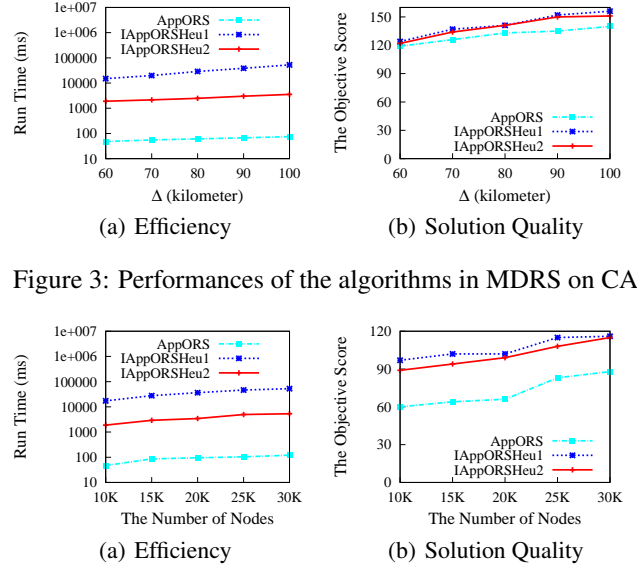 1e+007
1e+006
100000
10000
1000
100
10
Run Time (ms)
AppORS
IAppORSHeu1
IAppORSHeu2
60 70 80 90 100
Δ (kilometer)
(a) Efficiency
150
120
90
60
30
0
The Objective Score
AppORS
IAppORSHeu1
IAppORSHeu2
60 70 80 90 100
Δ (kilometer)
(b) Solution Quality
Figure 3: Performances of the algorithms in MDRS on CA
1e+007
1e+006
100000
10000
1000
100
10
Run Time (ms)
AppORS
IAppORSHeu1
IAppORSHeu2
10K 15K 20K 25K 30K
The Number of Nodes
(a) Efficiency
120
90
60
30
0
The Objective Score
AppORS
IAppORSHeu1
IAppORSHeu2
10K 15K 20K 25K 30K
The Number of Nodes
(b) Solution Quality